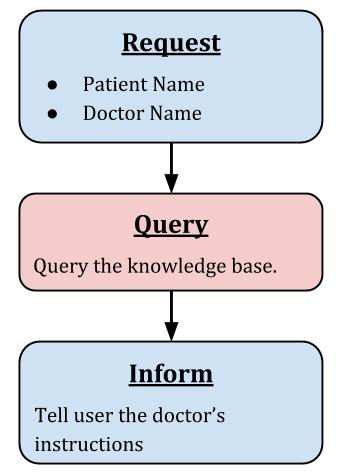 Request
● Patient Name
● Doctor Name
Query
Query the knowledge base.
Inform
Tell user the doctor’s
instructions